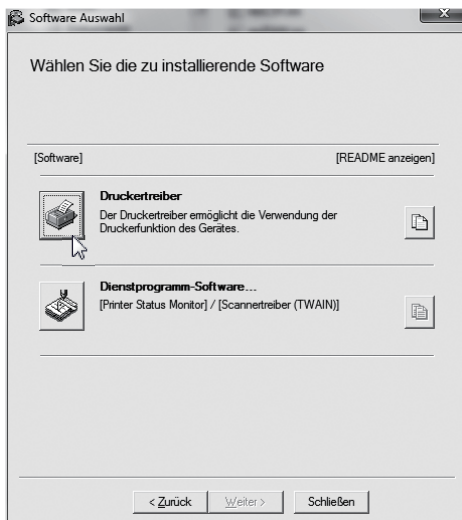 Software Auswahl
Wählen Sie die zu installierende Software
[Software] [README anzeigen]
Druckertreiber
Der Druckertreiber ermöglicht die Verwendung der
Druckerfunktion des Gerätes.
Dienstprogramm-Software...
[Printer Status Monitor] / [Scannertreiber (TWAIN)]
< Zurück Weiter > Schließen